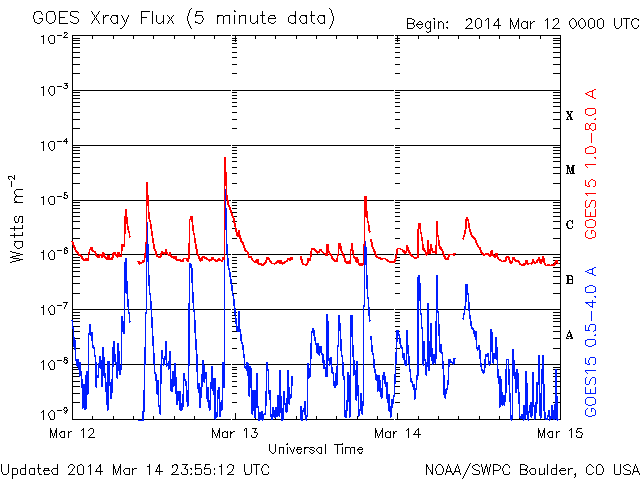 GOES Xray Flux (5 minute data)
Begin: 2014 Mar 12 0000 UTC
10-2
10-3
10-4
10-5
10-6
10-7
10-8
10-9
Watts m-2
X
M
C
B
A
GOES15 1.0-8.0 A
GOES15 0.5-4.0 A
Mar 12
Mar 13
Mar 14
Mar 15
Universal Time
Updated 2014 Mar 14 23:55:12 UTC
NOAA/SWPC Boulder, CO USA